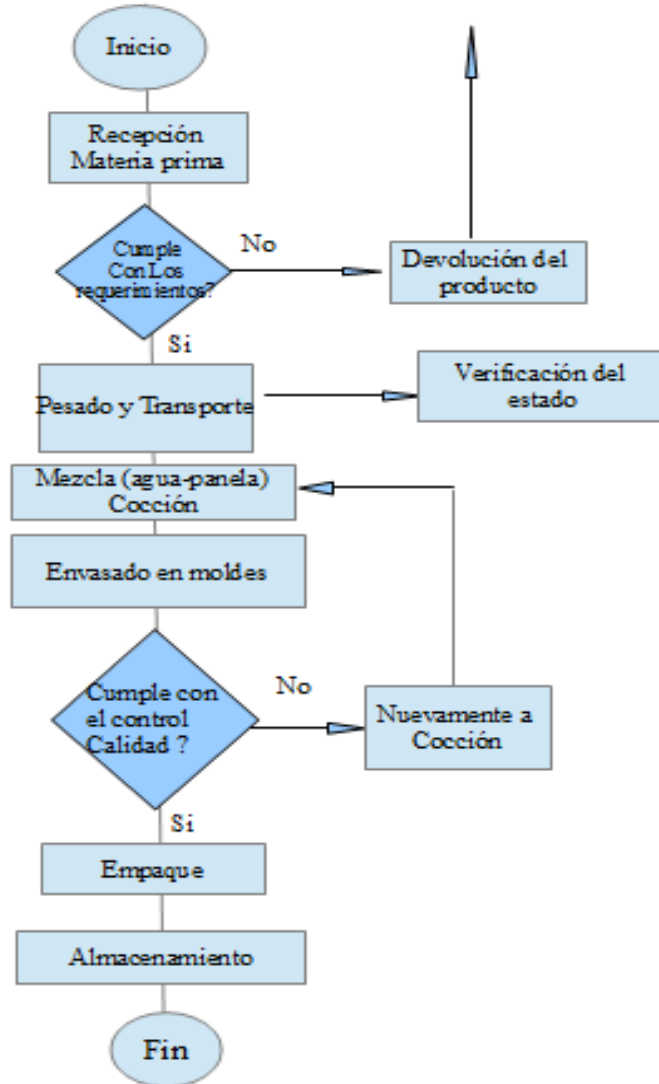 Inicio
Recepción
Materia prima
Cumple
Con Los
requerimientos?
No
Devolución del
producto
Si
Pesado y Transporte
Verificación del
estado
Mezcla (agua-panela)
Cocción
Envasado en moldes
Cumple con
el control
Calidad ?
No
Nuevamente a
Cocción
Si
Empaque
Almacenamiento
Fin